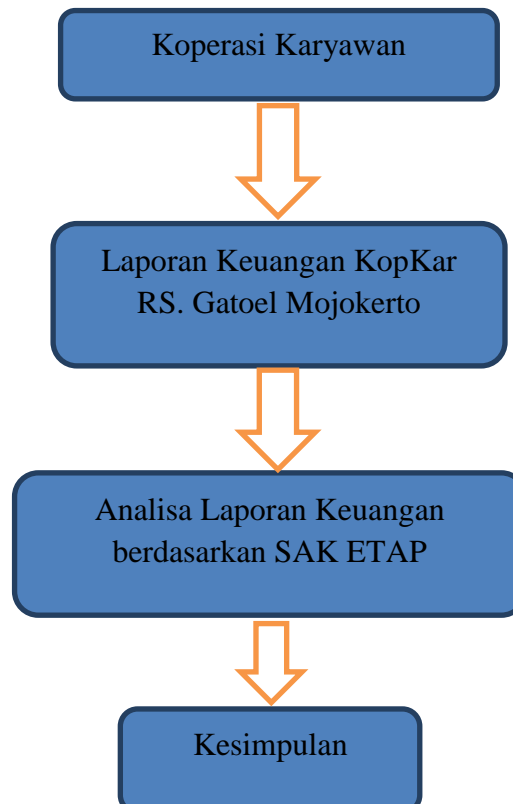 Koperasi Karyawan
Laporan Keuangan KopKar
RS. Gatoel Mojokerto
Analisa Laporan Keuangan
berdasarkan SAK ETAP
Kesimpulan